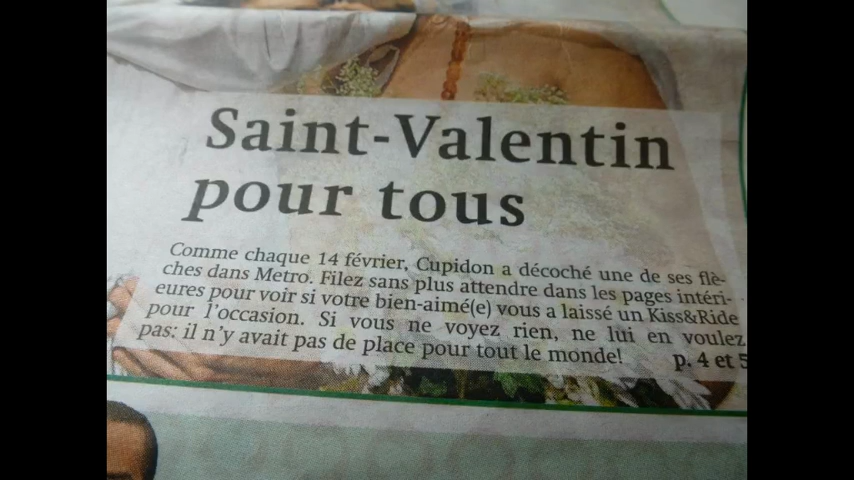 Saint-Valentin
pour tous
Comme chaque 14 février, Cupidon a décoché une de ses flè-
ches dans Metro. Filez sans plus attendre dans les pages intéri-
eures pour voir si votre bien-aimé(e) vous a laissé un Kiss&Ride
pour l'occasion. Si vous ne voyez rien, ne lui en voulez
pas: il n'y avait pas de place pour tout le monde! p. 4 et 5